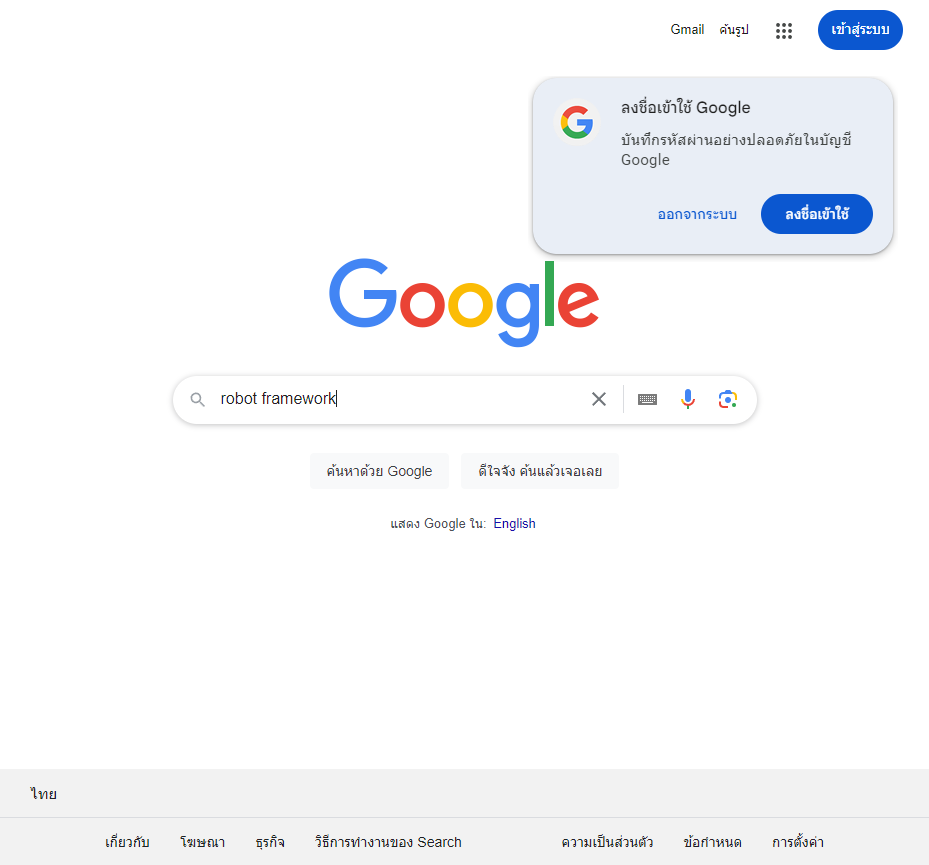 Gmail ค้นรูป เข้าสู่ระบบ
ลงชื่อเข้าใช้ Google
บันทึกรหัสผ่านอย่างปลอดภัยในบัญชี
Google
ออกจากระบบ ลงชื่อเข้าใช้
Google
robot framework
ค้นหาด้วย Google ดีใจจัง ค้นแล้วเจอเลย
แสดง Google ใน: English
ไทย
เกี่ยวกับ โฆษณา ธุรกิจ วิธีการทำงานของ Search ความเป็นส่วนตัว ข้อกำหนด การตั้งค่า